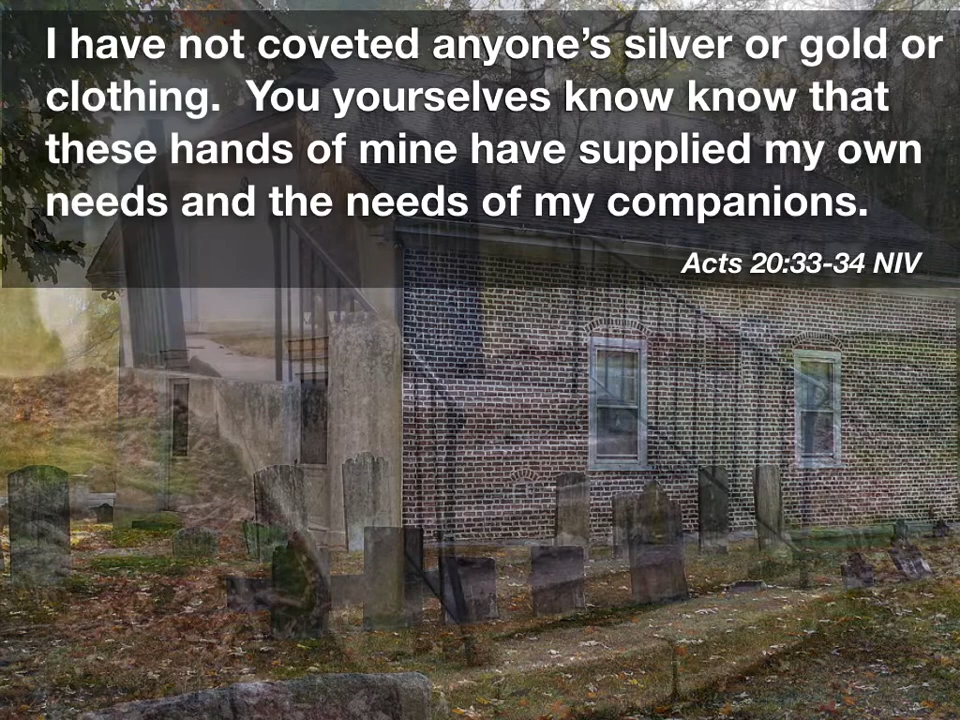 I have not coveted anyone’s silver or gold or
clothing.  You yourselves know know that
these hands of mine have supplied my own
needs and the needs of my companions.
Acts 20:33-34 NIV